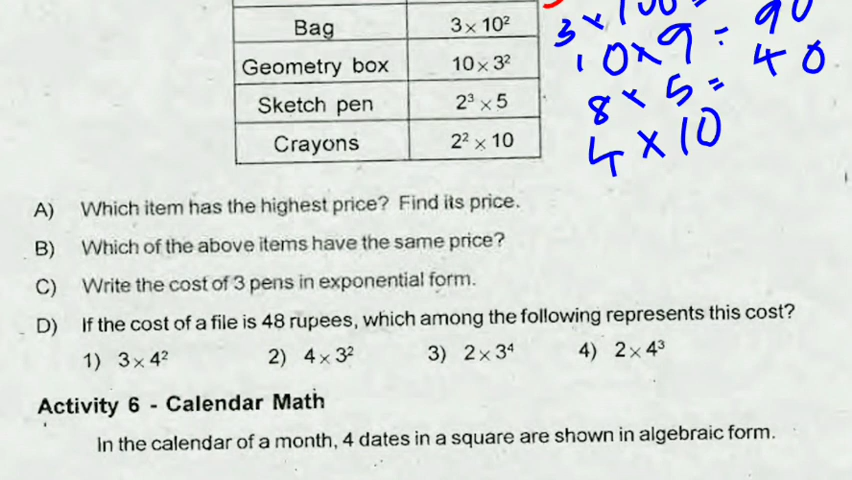 Bag 3 × 10²
3 × 100 =
Geometry box 10 × 3²
10 × 9 = 90
Sketch pen 2³ × 5
8 × 5 = 40
Crayons 2² × 10
4 × 10
A) Which item has the highest price? Find its price.
B) Which of the above items have the same price?
C) Write the cost of 3 pens in exponential form.
D) If the cost of a file is 48 rupees, which among the following represents this cost?
1) 3 × 4² 2) 4 × 3² 3) 2 × 3⁴ 4) 2 × 4³
Activity 6 - Calendar Math
In the calendar of a month, 4 dates in a square are shown in algebraic form.